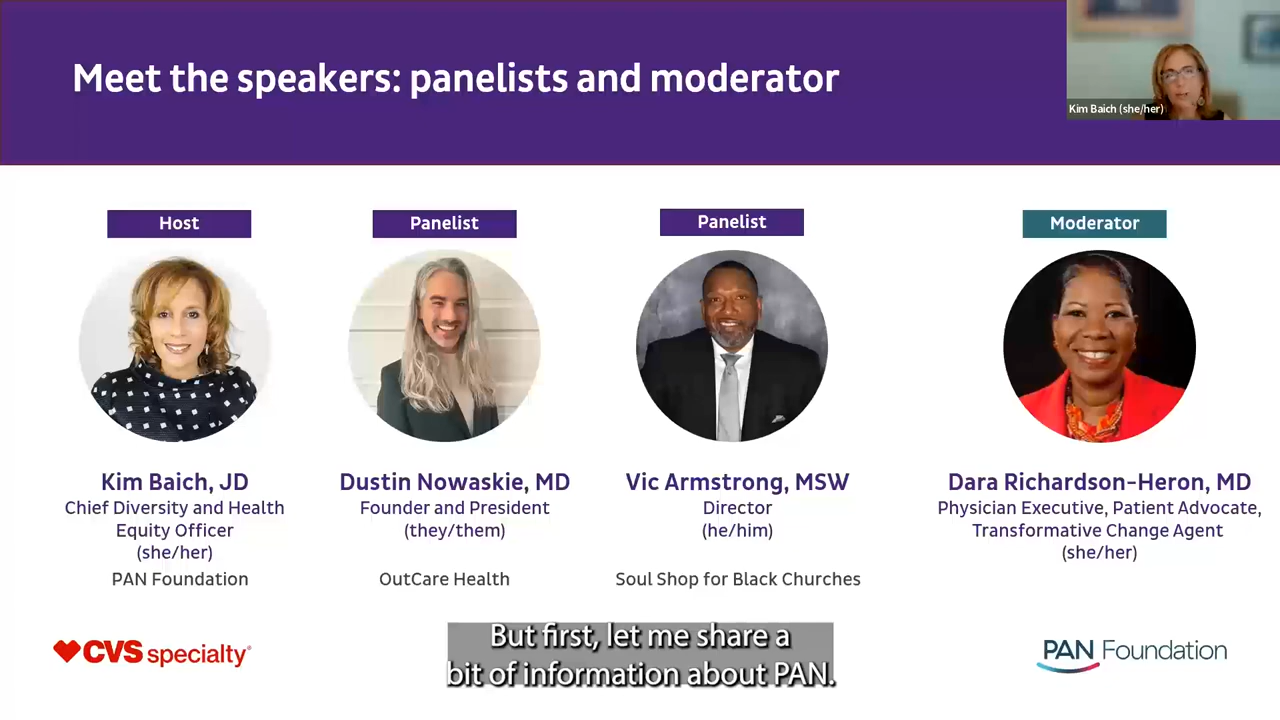 Meet the speakers: panelists and moderator
Kim Baich (she/her)
Host
Panelist
Panelist
Moderator
Kim Baich, JD
Chief Diversity and Health
Equity Officer
(she/her)
PAN Foundation
Dustin Nowaskie, MD
Founder and President
(they/them)
OutCare Health
Vic Armstrong, MSW
Director
(he/him)
Soul Shop for Black Churches
Dara Richardson-Heron, MD
Physician Executive, Patient Advocate,
Transformative Change Agent
(she/her)
CVS specialty®
But first, let me share a
bit of information about PAN.
PAN Foundation